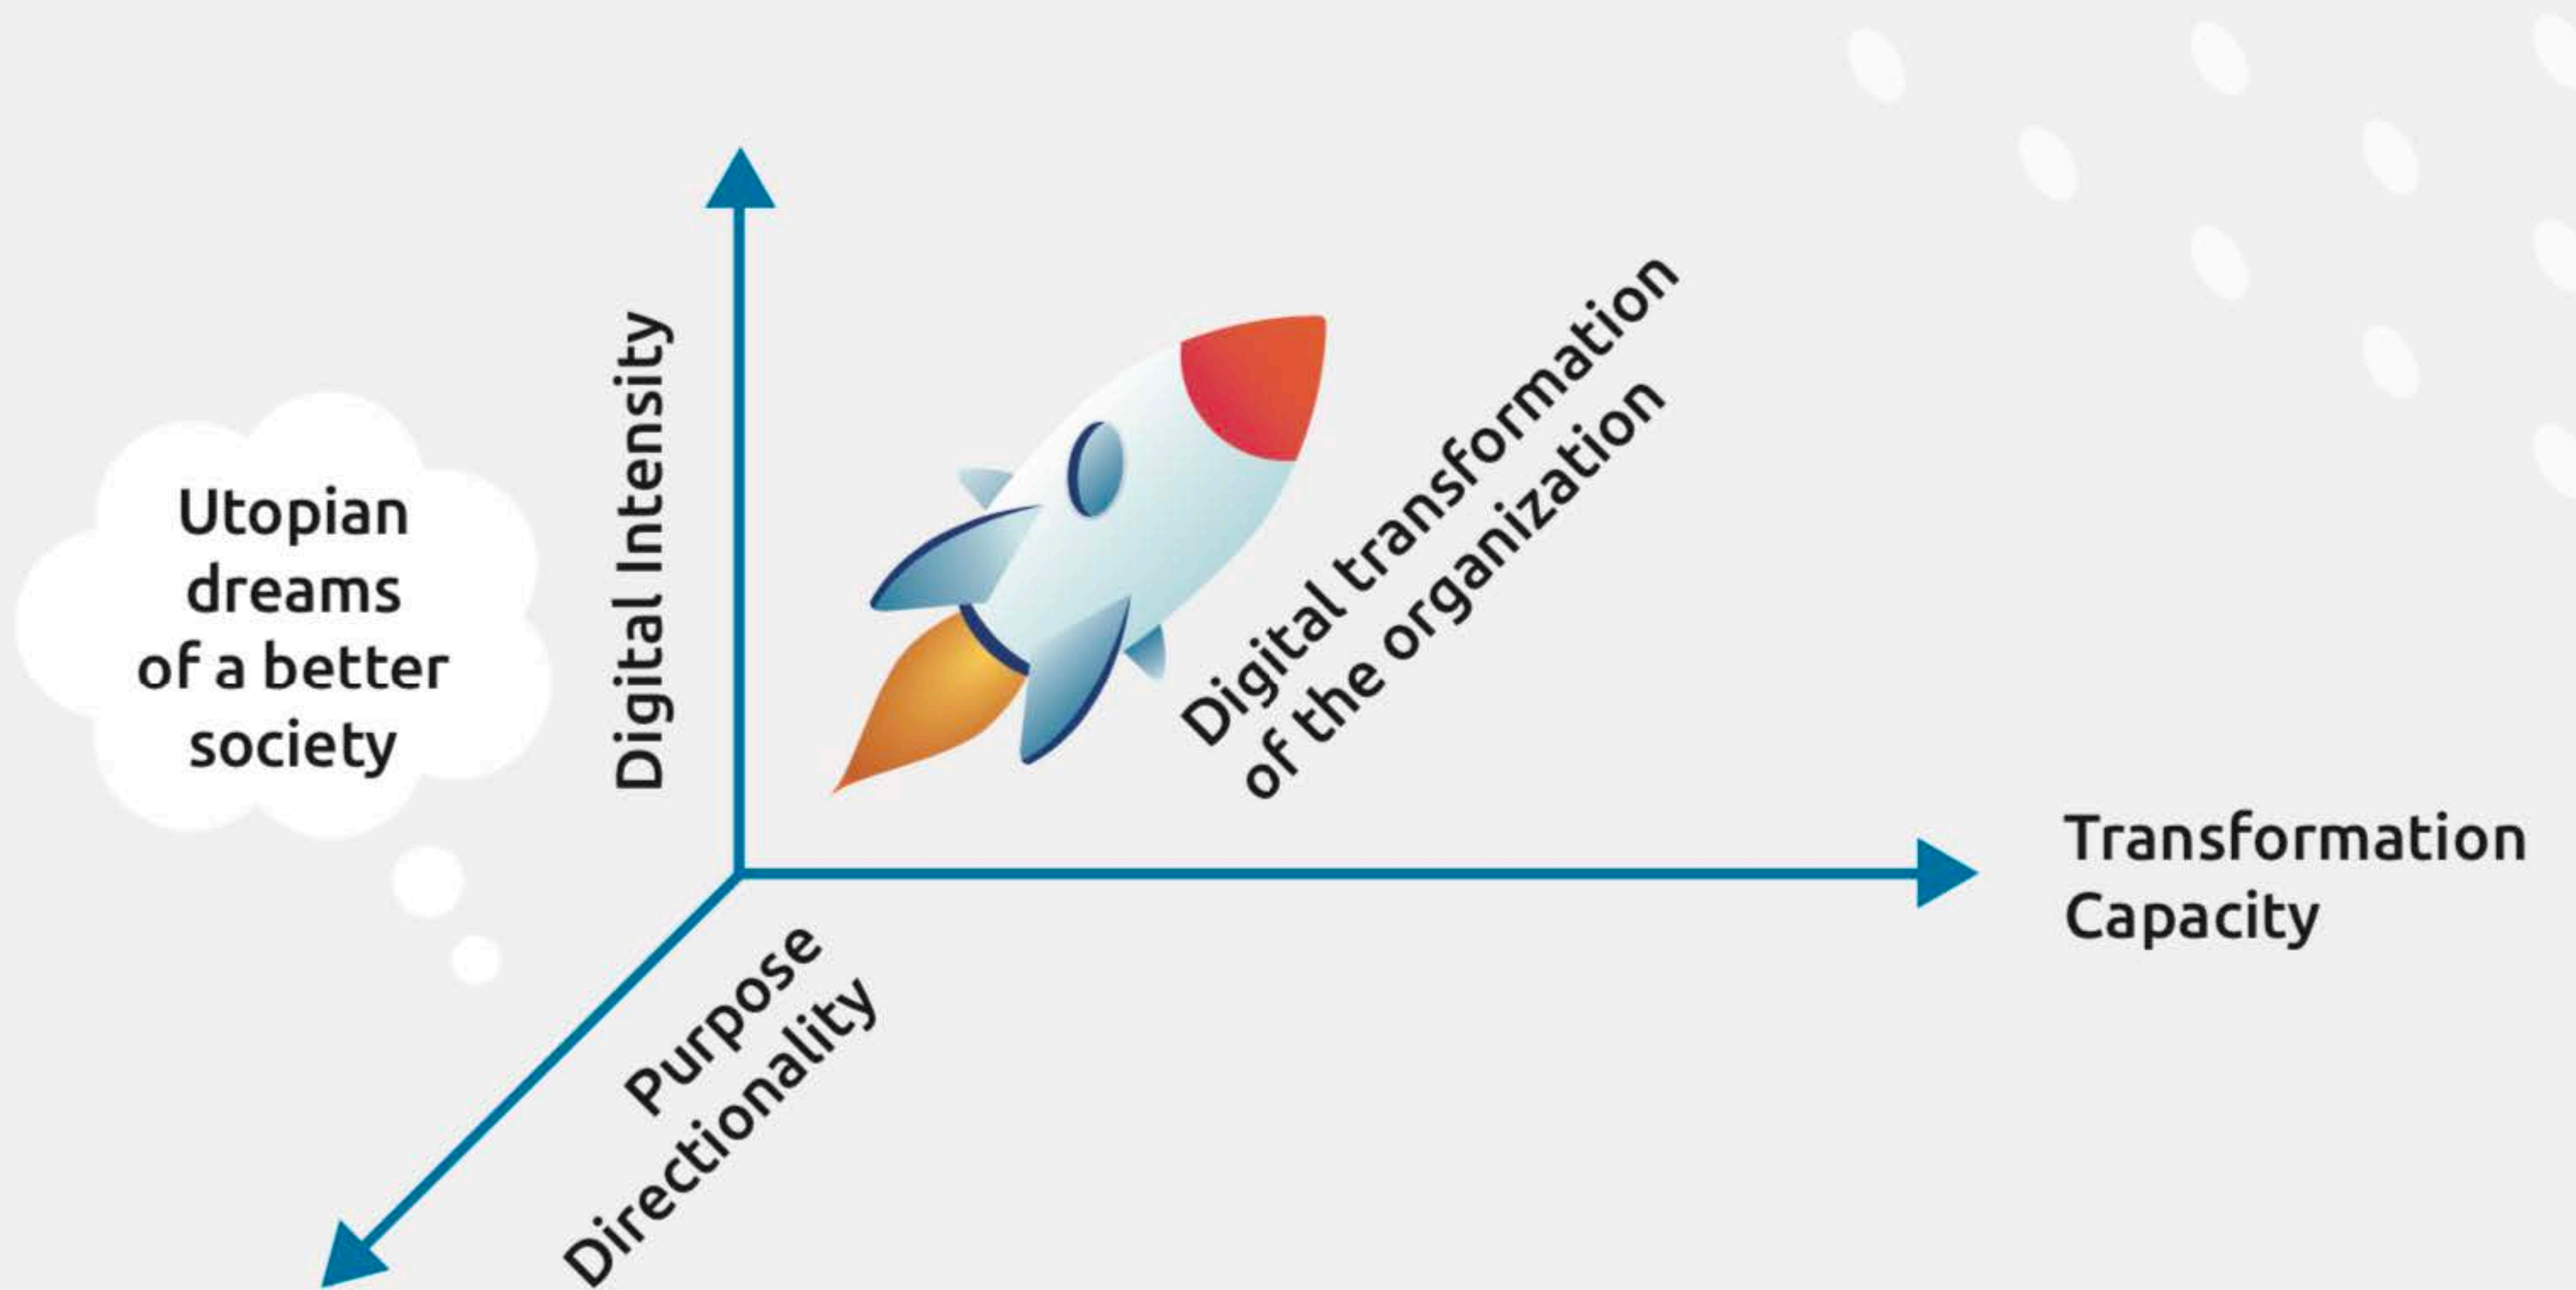 Utopian
dreams
of a better
society
Digital Intensity
Digital transformation
of the organization
Transformation
Capacity
Purpose
Directionality